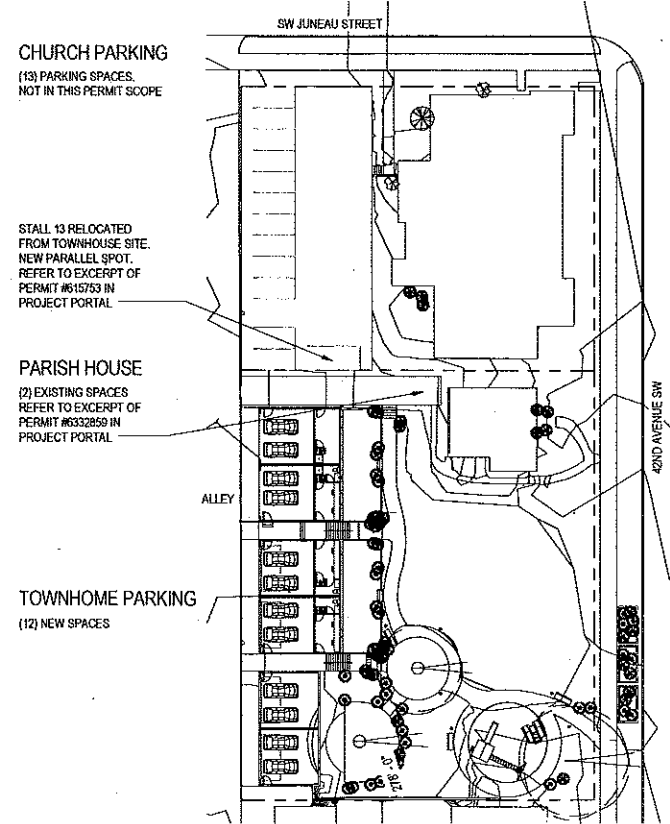 SW JUNEAU STREET
CHURCH PARKING
(13) PARKING SPACES.
NOT IN THIS PERMIT SCOPE
STALL 13 RELOCATED
FROM TOWNHOUSE SITE.
NEW PARALLEL SPOT.
REFER TO EXCERPT OF
PERMIT #615753 IN
PROJECT PORTAL
PARISH HOUSE
(2) EXISTING SPACES
REFER TO EXCERPT OF
PERMIT #6332859 IN
PROJECT PORTAL
42ND AVENUE SW
ALLEY
TOWNHOME PARKING
(12) NEW SPACES
278'-0"